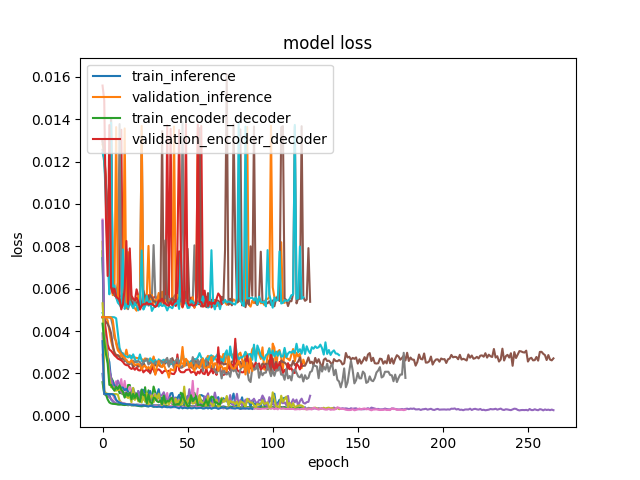 model loss
train_inference
validation_inference
train_encoder_decoder
validation_encoder_decoder
0.016
0.014
0.012
0.010
0.008
0.006
0.004
0.002
0.000
loss
0 50 100 150 200 250
epoch